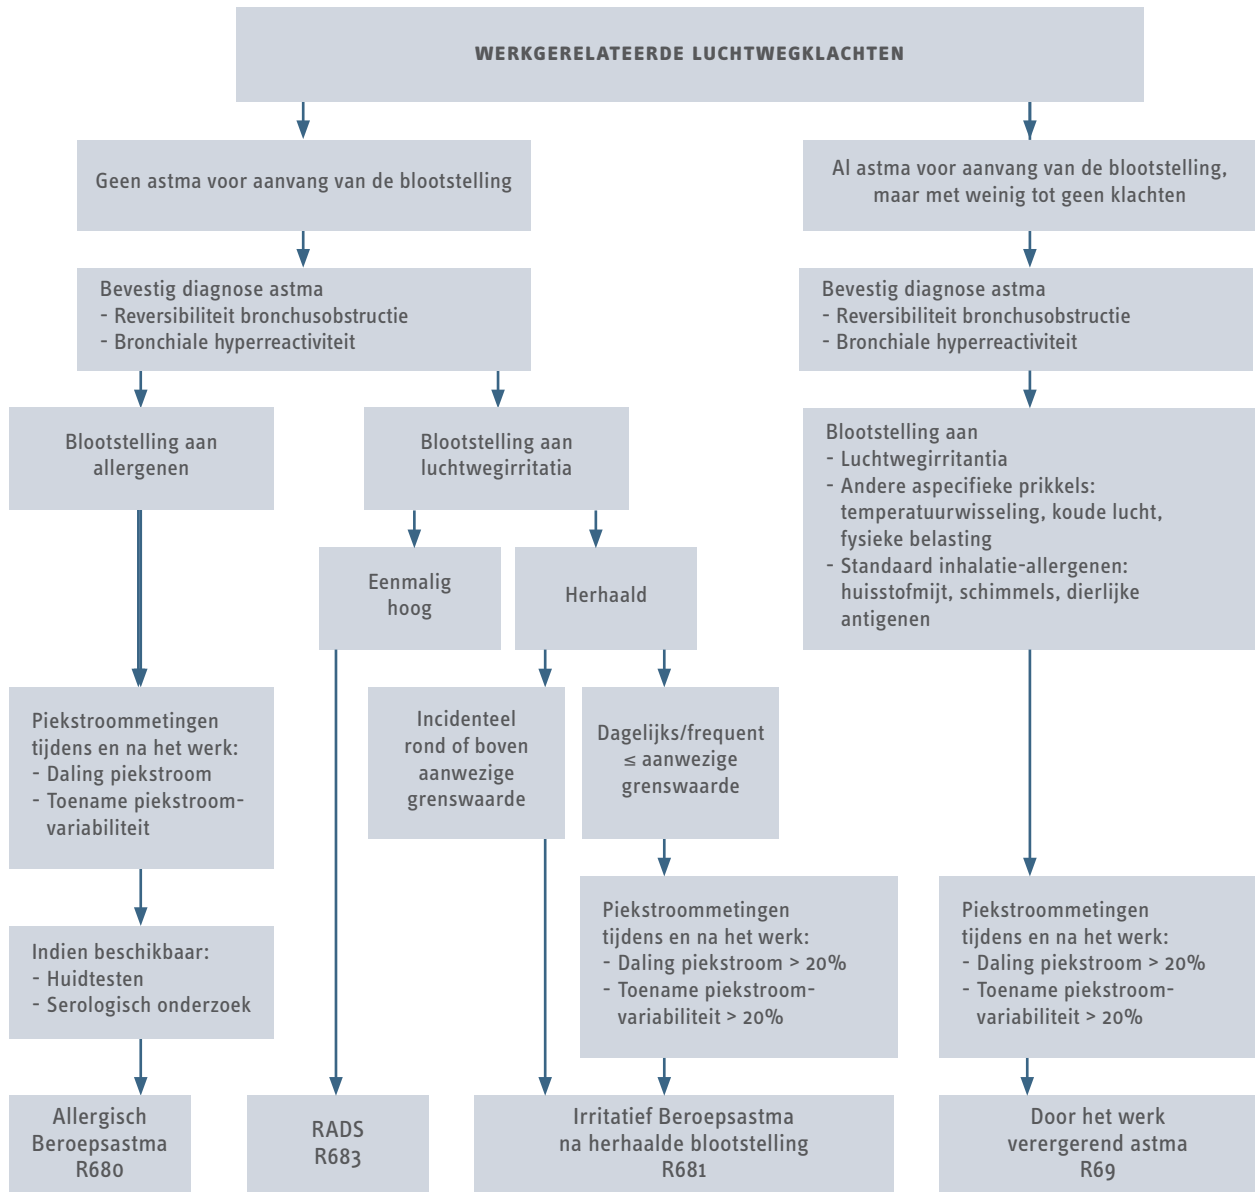 WERKGERELATEERDE LUCHTWEGKLACHTEN
Geen astma voor aanvang van de blootstelling
Al astma voor aanvang van de blootstelling,
maar met weinig tot geen klachten
Bevestig diagnose astma
- Reversibiliteit bronchusobstructie
- Bronchiale hyperreactiviteit
Bevestig diagnose astma
- Reversibiliteit bronchusobstructie
- Bronchiale hyperreactiviteit
Blootstelling aan
allergenen
Blootstelling aan
luchtwegirritatia
Blootstelling aan
- Luchtwegirritantia
- Andere aspecifieke prikkels:
temperatuurwisseling, koude lucht,
fysieke belasting
- Standaard inhalatie-allergenen:
huisstofmijt, schimmels, dierlijke
antigenen
Eenmalig
hoog
Herhaald
Piekstroommetingen
tijdens en na het werk:
- Daling piekstroom
- Toename piekstroom-
variabiliteit
Incidenteel
rond of boven
aanwezige
grenswaarde
Dagelijks/frequent
≤ aanwezige
grenswaarde
Indien beschikbaar:
- Huidtesten
- Serologisch onderzoek
Piekstroommetingen
tijdens en na het werk:
- Daling piekstroom > 20%
- Toename piekstroom-
variabiliteit > 20%
Piekstroommetingen
tijdens en na het werk:
- Daling piekstroom > 20%
- Toename piekstroom-
variabiliteit > 20%
Allergisch
Beroepsastma
R680
RADS
R683
Irritatief Beroepsastma
na herhaalde blootstelling
R681
Door het werk
verergerend astma
R69